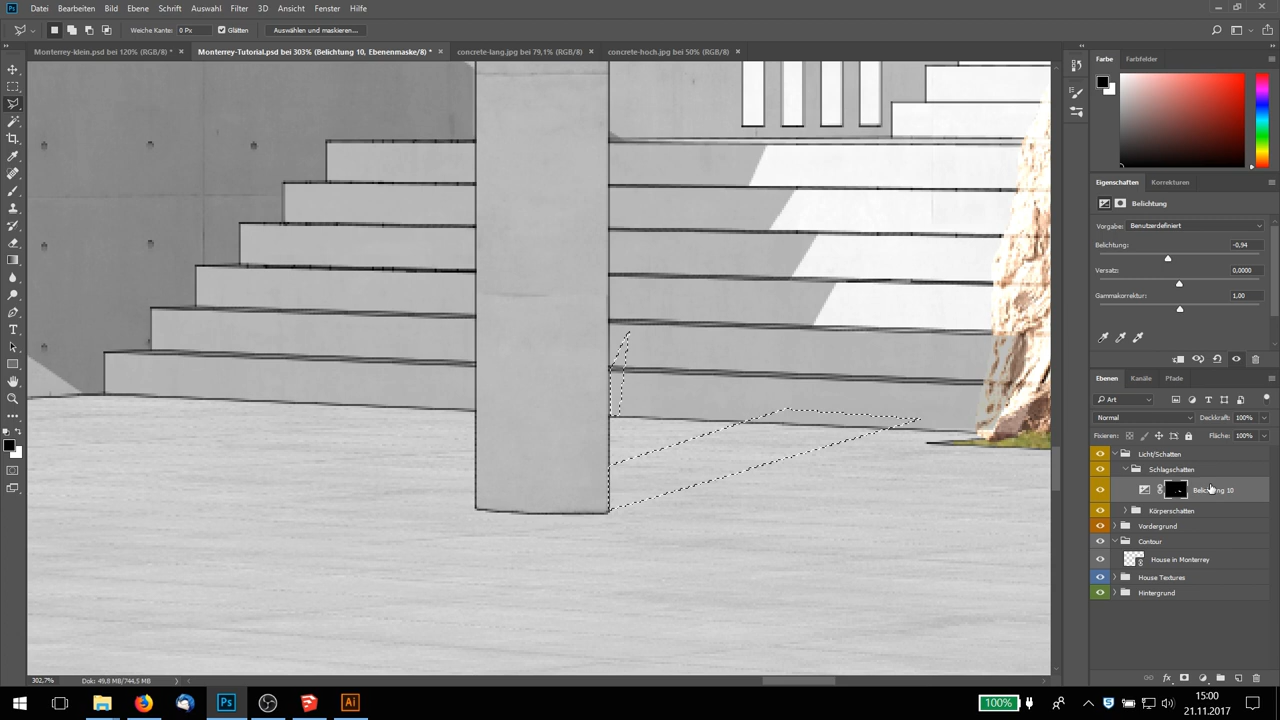 Ps Datei Bearbeiten Bild Ebene Schrift Auswahl Filter 3D Ansicht Fenster Hilfe
Weiche Kante: 0 Px Glätten Auswählen und maskieren...
Monterrey-klein.psd bei 120% (RGB/8) * × Monterrey-Tutorial.psd bei 303% (Belichtung 10, Ebenenmaske/8) * × concrete-lang.jpg bei 79,1% (RGB/8) × concrete-hoch.jpg bei 50% (RGB/8) ×
Farbe Farbfelder
Eigenschaften Korrekturen
Belichtung
Vorgabe: Benutzerdefiniert
Belichtung: -0,94
Versatz: 0,0000
Gammakorrektur: 1,00
Ebenen Kanäle Pfade
Art
Normal Deckkraft: 100%
Fixieren: Fläche: 100%
Licht/Schatten
Schlagschatten
Belichtung 10
Körperschatten
Vordergrund
Contour
House in Monterrey
House Textures
Hintergrund
302,7% Dok: 49,8 MB/744,5 MB
Ps Ai 100% 15:00
21.11.2017